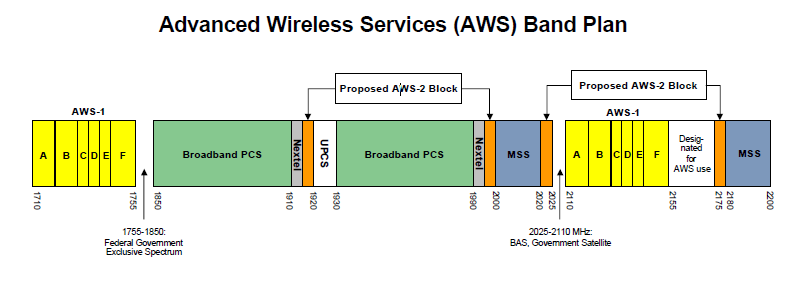 Advanced Wireless Services (AWS) Band Plan
Proposed AWS-2 Block
Proposed AWS-2 Block
AWS-1
AWS-1
A
B
C
D
E
F
Broadband PCS
Nextel
UPCS
Broadband PCS
Nextel
MSS
A
B
C
D
E
F
Desig-
nated
for
AWS use
MSS
1710
1755
1850
1910
1920
1930
1990
2000
2020
2025
2110
2155
2175
2180
2200
1755-1850:
Federal Government
Exclusive Spectrum
2025-2110 MHz:
BAS, Government Satellite